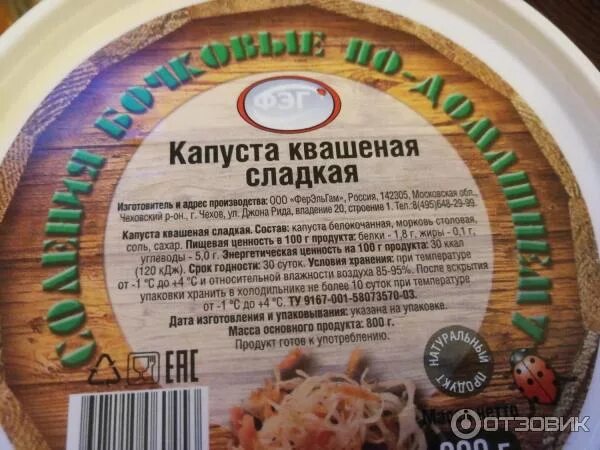 СОЛЕНИЯ БОЧКОВЫЕ ПО-ДОМАШНЕМУ
ФЭГ
Капуста квашеная
сладкая
Изготовитель и адрес производства: ООО «ФерЭльГам», Россия, 142305, Московская обл.,
Чеховский р-он., г. Чехов, ул. Джона Рида, владение 20, строение 1. Тел.:8(495)648-29-99.
Капуста квашеная сладкая. Состав: капуста белокочанная, морковь столовая,
соль, сахар. Пищевая ценность в 100 г продукта: белки - 1,8 г, жиры - 0,1 г,
углеводы - 5,0 г. Энергетическая ценность на 100 г продукта: 30 ккал
(120 кДж). Срок годности: 30 суток. Условия хранения: при температуре
от -1 °С до +4 °С и относительной влажности воздуха 85-95%. После вскрытия
упаковки хранить в холодильнике не более 10 суток при температуре
от -1 °С до +4 °С. ТУ 9167-001-58073570-03.
Дата изготовления и упаковывания: указана на упаковке.
Масса основного продукта: 800 г.
Продукт готов к употреблению.
НАТУРАЛЬНЫЙ
ПРОДУКТ
EAC
ОТЗОВИК